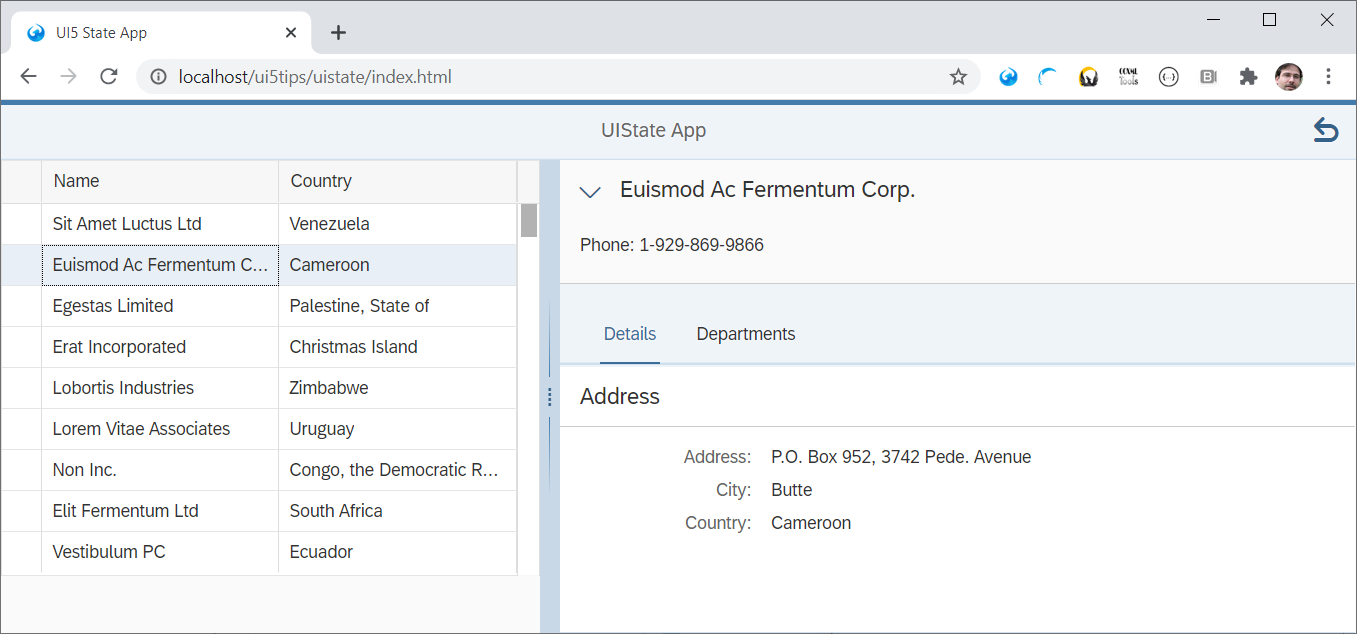 UI5 State App
localhost/ui5tips/uistate/index.html
UIState App
Name Country
Sit Amet Luctus Ltd Venezuela
Euismod Ac Fermentum C... Cameroon
Egestas Limited Palestine, State of
Erat Incorporated Christmas Island
Lobortis Industries Zimbabwe
Lorem Vitae Associates Uruguay
Non Inc. Congo, the Democratic R...
Elit Fermentum Ltd South Africa
Vestibulum PC Ecuador
Euismod Ac Fermentum Corp.
Phone: 1-929-869-9866
Details Departments
Address
Address: P.O. Box 952, 3742 Pede. Avenue
City: Butte
Country: Cameroon